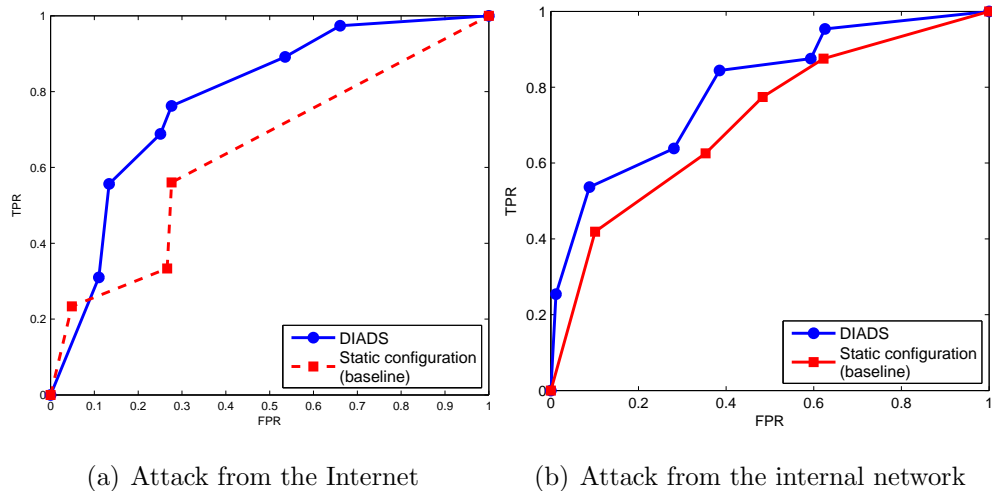 1
0.8
0.6
0.4
0.2
0
TPR
0 0.1 0.2 0.3 0.4 0.5 0.6 0.7 0.8 0.9 1
FPR
DIADS
Static configuration
(baseline)
(a) Attack from the Internet
1
0.8
0.6
0.4
0.2
0
TPR
0 0.2 0.4 0.6 0.8 1
FPR
DIADS
Static configuration
(baseline)
(b) Attack from the internal network